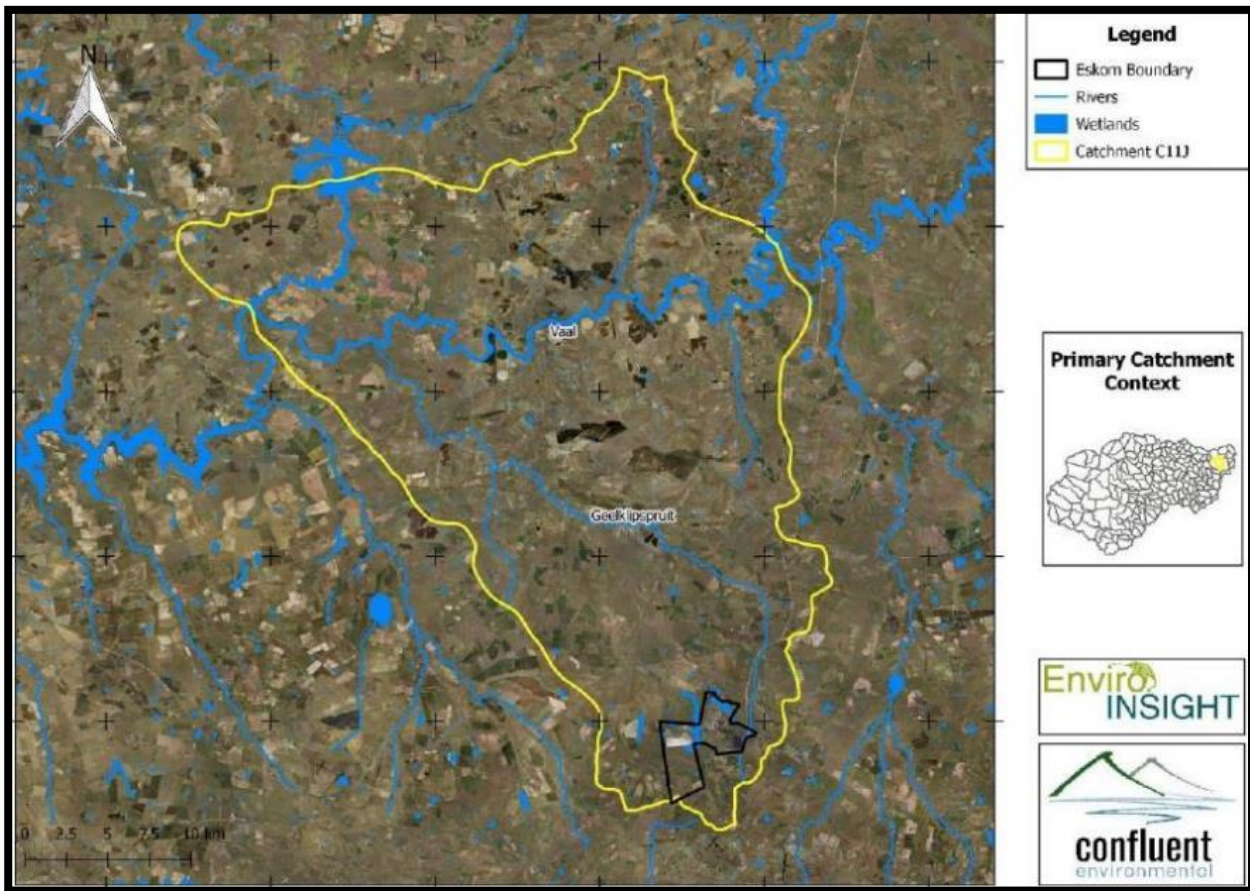 N
Vaal
Geelklipspruit
0 2.5 5 7.5 10 km
Legend
Eskom Boundary
Rivers
Wetlands
Catchment C11J
Primary Catchment
Context
Enviro
INSIGHT
confluent
environmental